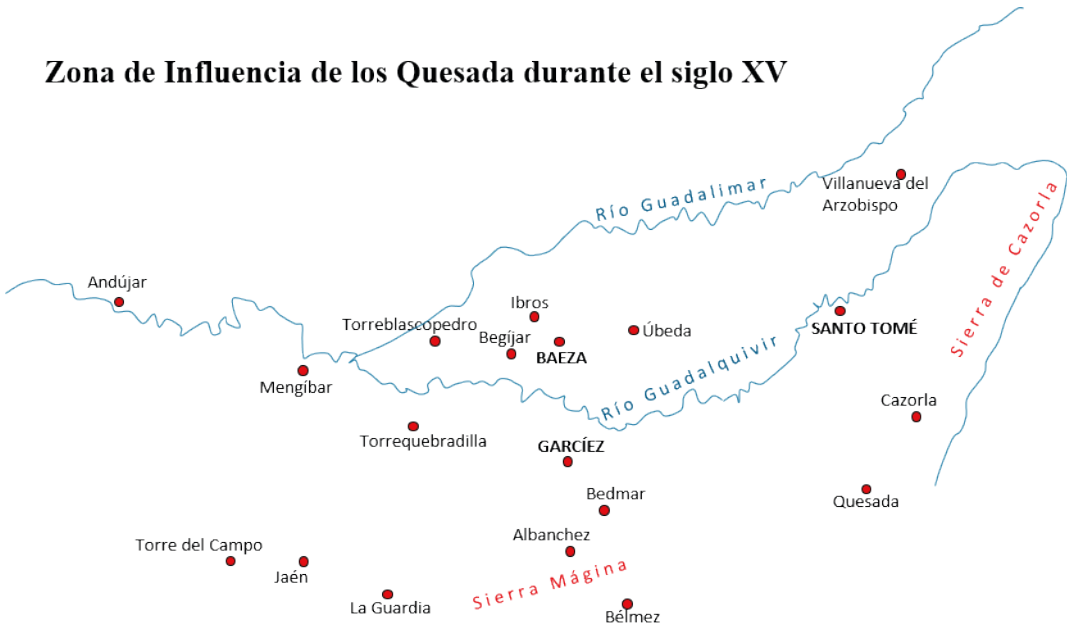 Zona de Influencia de los Quesada durante el siglo XV
Río Guadalimar
Villanueva del
Arzobispo
Sierra de Cazorla
Andújar
Ibros
Torreblascopedro
Begíjar
BAEZA
Úbeda
SANTO TOMÉ
Río Guadalquivir
Mengíbar
Cazorla
Torrequebradilla
GARCÍEZ
Bedmar
Quesada
Albanchez
Torre del Campo
Jaén
Sierra Mágina
La Guardia
Bélmez